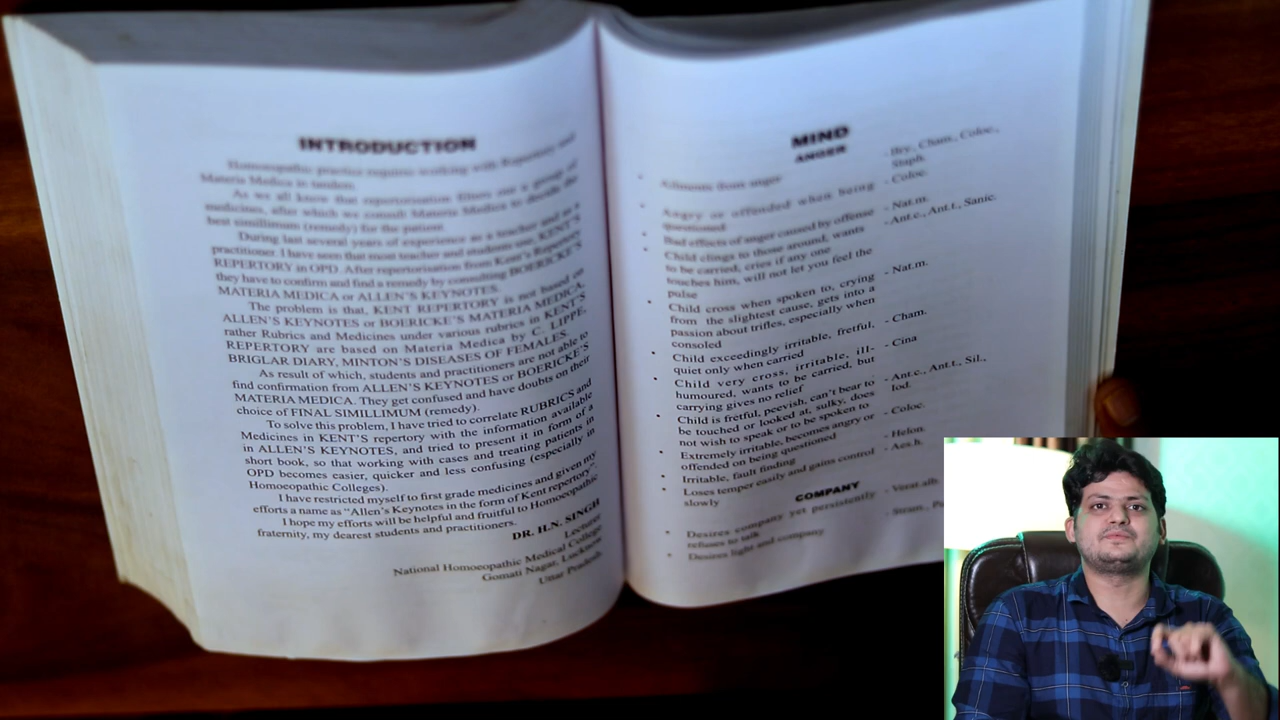 INTRODUCTION
Homoeopathic practice requires working with Repertory and
Materia Medica in tandem.
As we all know that repertorisation filters out a group of
medicines, after which we consult Materia Medica to decide the
best simillimum (remedy) for the patient.
During last several years of experience as a teacher and as a
practitioner. I have seen that most teacher and students use, KENT'S
REPERTORY in OPD. After repertorisation from Kent's Repertory
they have to confirm and find a remedy by consulting BOERICKE'S
MATERIA MEDICA or ALLEN'S KEYNOTES.
The problem is that, KENT REPERTORY is not based on
ALLEN'S KEYNOTES or BOERICKE'S MATERIA MEDICA,
rather Rubrics and Medicines under various rubrics in KENT'S
REPERTORY are based on Materia Medica by C. LIPPE,
BRIGLAR DIARY, MINTON'S DISEASES OF FEMALES.
As result of which, students and practitioners are not able to
find confirmation from ALLEN'S KEYNOTES or BOERICKE'S
MATERIA MEDICA. They get confused and have doubts on their
choice of FINAL SIMILLIMUM (remedy).
To solve this problem, I have tried to correlate RUBRICS and
Medicines in KENT'S repertory with the information available
in ALLEN'S KEYNOTES, and tried to present it in form of a
short book, so that working with cases and treating patients in
OPD becomes easier, quicker and less confusing (especially in
Homoeopathic Colleges).
I have restricted myself to first grade medicines and given my
efforts a name as "Allen's Keynotes in the form of Kent repertory".
I hope my efforts will be helpful and fruitful to Homoeopathic
fraternity, my dearest students and practitioners.
DR. H.N. SINGH
Lecturer
National Homoeopathic Medical College
Gomati Nagar, Lucknow
Uttar Pradesh
MIND
ANGER
• Ailments from anger - Bry., Cham., Coloc.,
Staph.
• Angry or offended when being - Coloc.
questioned
• Bad effects of anger caused by offense - Nat.m.
• Child clings to those around, wants - Ant.c., Ant.t., Sanic.
to be carried, cries if any one
touches him, will not let you feel the
pulse
• Child cross when spoken to, crying - Nat.m.
from the slightest cause, gets into a
passion about trifles, especially when
consoled
• Child exceedingly irritable, fretful, - Cham.
quiet only when carried
• Child very cross, irritable, ill- - Cina
humoured, wants to be carried, but
carrying gives no relief
• Child is fretful, peevish, can't bear to - Ant.c., Ant.t., Sil.,
be touched or looked at, sulky, does Iod.
not wish to speak or to be spoken to
• Extremely irritable, becomes angry or - Coloc.
offended on being questioned
• Irritable, fault finding - Helon.
• Loses temper easily and gains control - Aes.h.
slowly
COMPANY
• Desires company yet persistently - Verat.alb.
refuses to talk
• Desires light and company - Stram.,